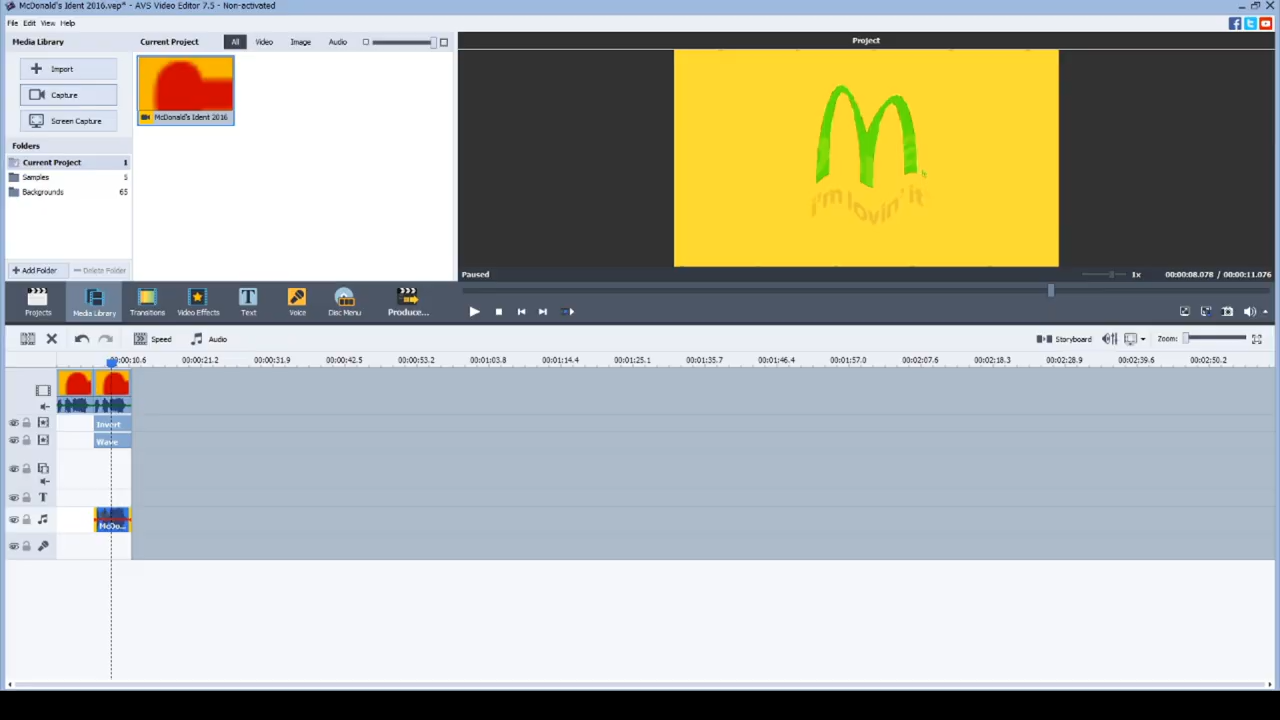 McDonald's Ident 2016.vep* - AVS Video Editor 7.5 - Non-activated
File Edit View Help
Media Library
Current Project
All
Video
Image
Audio
Import
Capture
Screen Capture
McDonald's Ident 2016
Folders
Current Project 1
Samples 5
Backgrounds 65
Add Folder
Delete Folder
Project
i'm lovin' it
Paused
1x
00:00:08.078 / 00:00:11.076
Projects
Media Library
Transitions
Video Effects
Text
Voice
Disc Menu
Produce...
Speed
Audio
Storyboard
Zoom:
00:00:10.6 00:00:21.2 00:00:31.9 00:00:42.5 00:00:53.2 00:01:03.8 00:01:14.4 00:01:25.1 00:01:35.7 00:01:46.4 00:01:57.0 00:02:07.6 00:02:18.3 00:02:28.9 00:02:39.6 00:02:50.2
Invert
Wave
T
McDo...